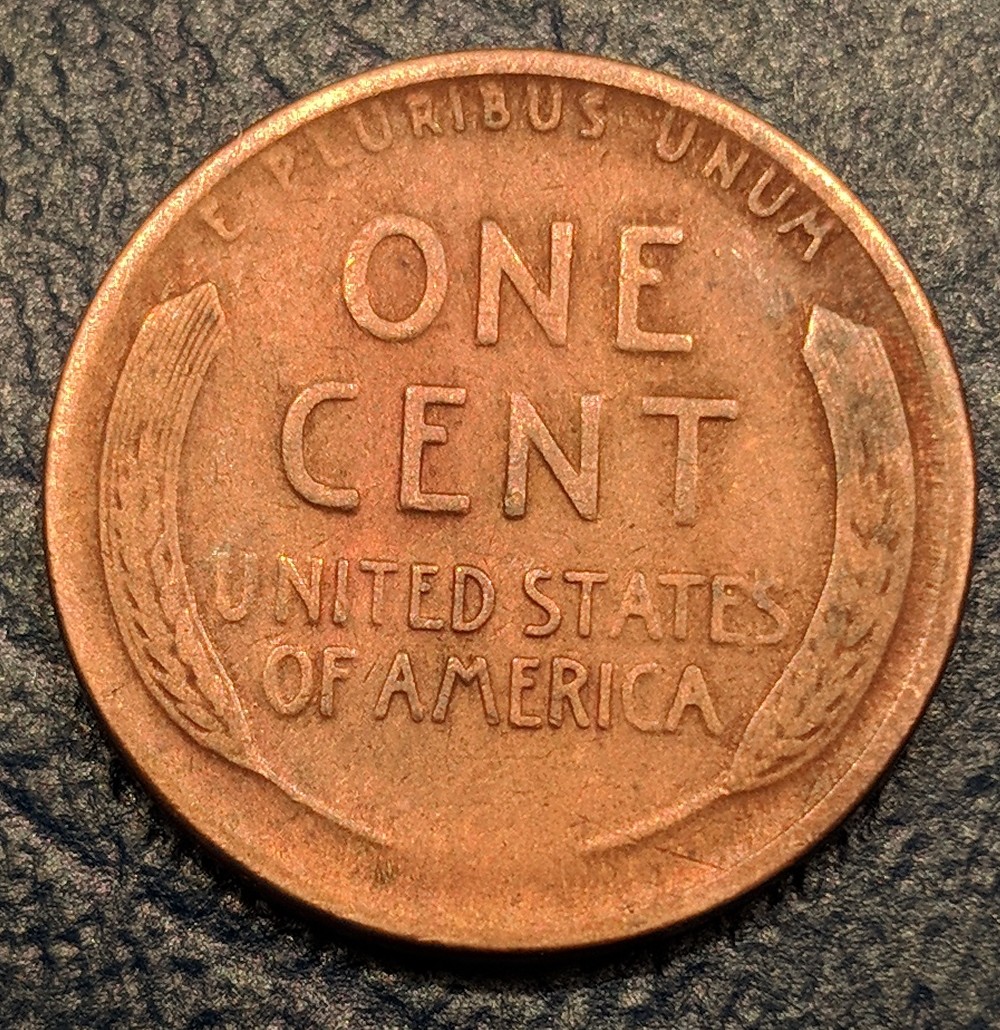 E PLURIBUS UNUM
ONE
CENT
UNITED STATES
OF AMERICA